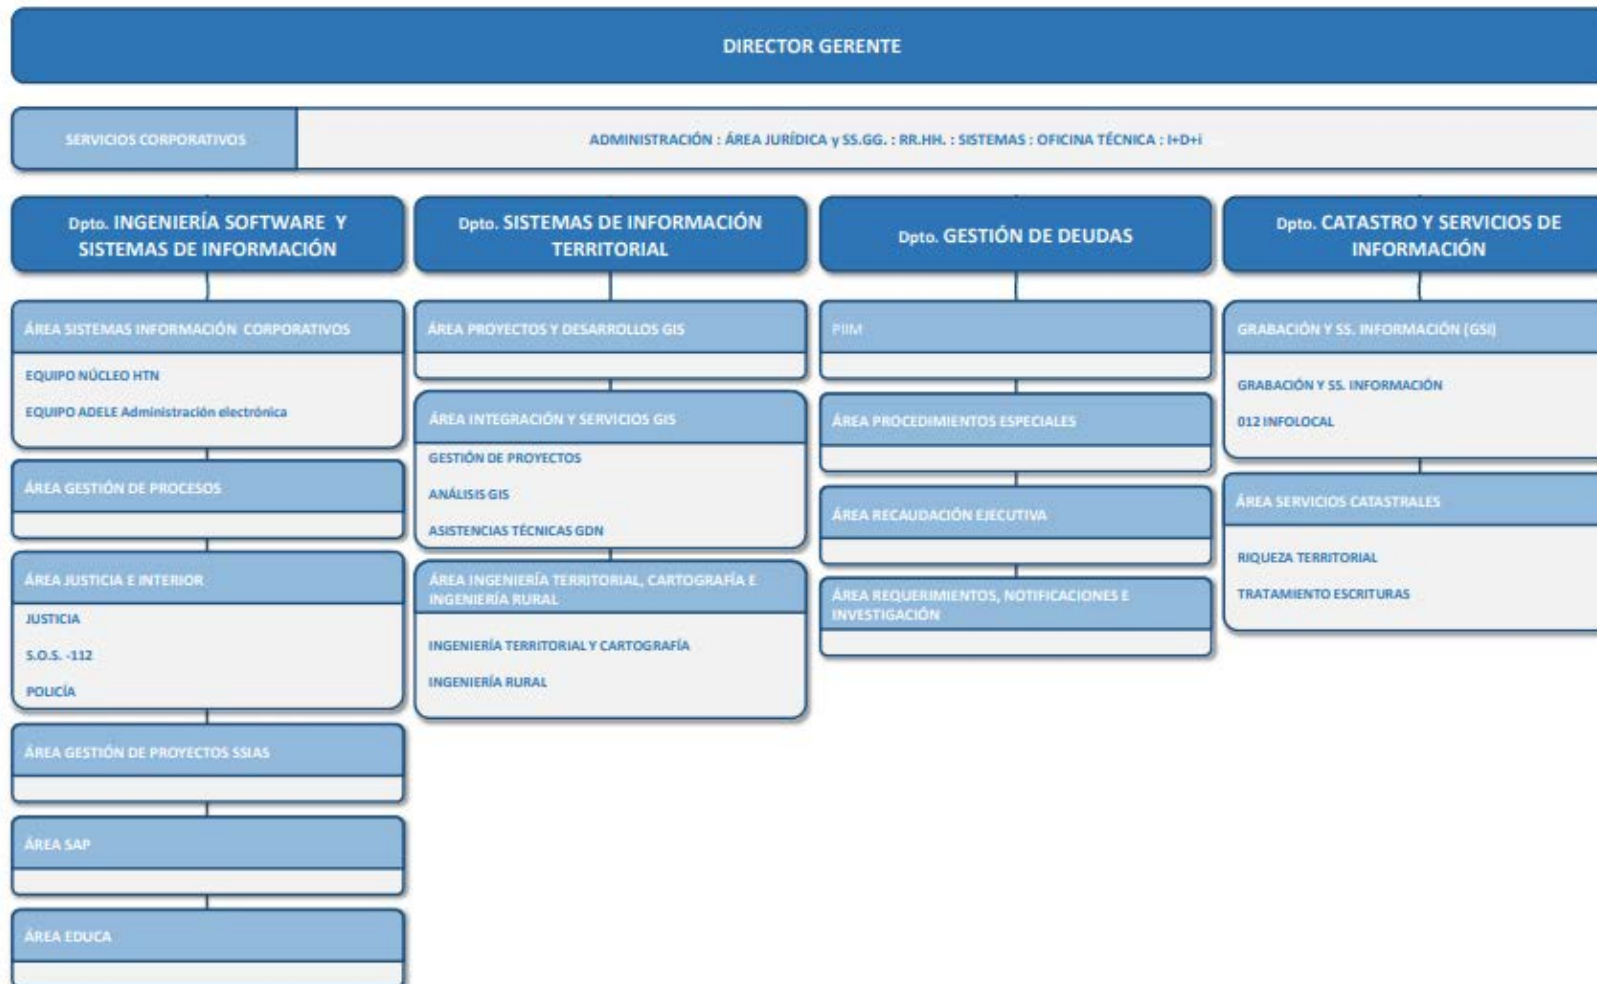 DIRECTOR GERENTE
SERVICIOS CORPORATIVOS
ADMINISTRACIÓN : ÁREA JURÍDICA y SS.GG. : RR.HH. : SISTEMAS : OFICINA TÉCNICA : I+D+i
Dpto. INGENIERÍA SOFTWARE Y
SISTEMAS DE INFORMACIÓN
ÁREA SISTEMAS INFORMACIÓN CORPORATIVOS
EQUIPO NÚCLEO HTN
EQUIPO ADELE Administración electrónica
ÁREA GESTIÓN DE PROCESOS
ÁREA JUSTICIA E INTERIOR
JUSTICIA
S.O.S. -112
POLICÍA
ÁREA GESTIÓN DE PROYECTOS SSIAS
ÁREA SAP
ÁREA EDUCA
Dpto. SISTEMAS DE INFORMACIÓN
TERRITORIAL
ÁREA PROYECTOS Y DESARROLLOS GIS
ÁREA INTEGRACIÓN Y SERVICIOS GIS
GESTIÓN DE PROYECTOS
ANÁLISIS GIS
ASISTENCIAS TÉCNICAS GDN
ÁREA INGENIERÍA TERRITORIAL, CARTOGRAFÍA E
INGENIERÍA RURAL
INGENIERÍA TERRITORIAL Y CARTOGRAFÍA
INGENIERÍA RURAL
Dpto. GESTIÓN DE DEUDAS
PIIM
ÁREA PROCEDIMIENTOS ESPECIALES
ÁREA RECAUDACIÓN EJECUTIVA
ÁREA REQUERIMIENTOS, NOTIFICACIONES E
INVESTIGACIÓN
Dpto. CATASTRO Y SERVICIOS DE
INFORMACIÓN
GRABACIÓN Y SS. INFORMACIÓN (GSI)
GRABACIÓN Y SS. INFORMACIÓN
012 INFOLOCAL
ÁREA SERVICIOS CATASTRALES
RIQUEZA TERRITORIAL
TRATAMIENTO ESCRITURAS